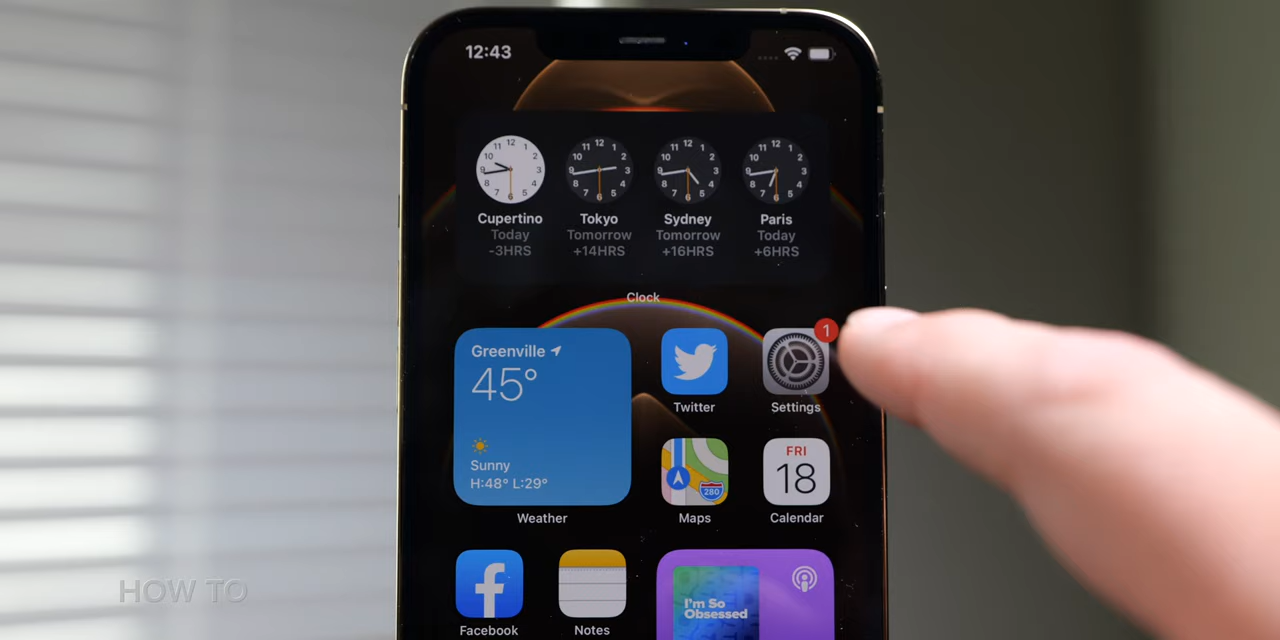 12:43
Cupertino
Today
-3HRS
Tokyo
Tomorrow
+14HRS
Sydney
Tomorrow
+16HRS
Paris
Today
+6HRS
Clock
Greenville
45°
Sunny
H:48° L:29°
Weather
Twitter
1
Settings
280
Maps
FRI
18
Calendar
Facebook
Notes
I'm So
Obsessed
HOW TO